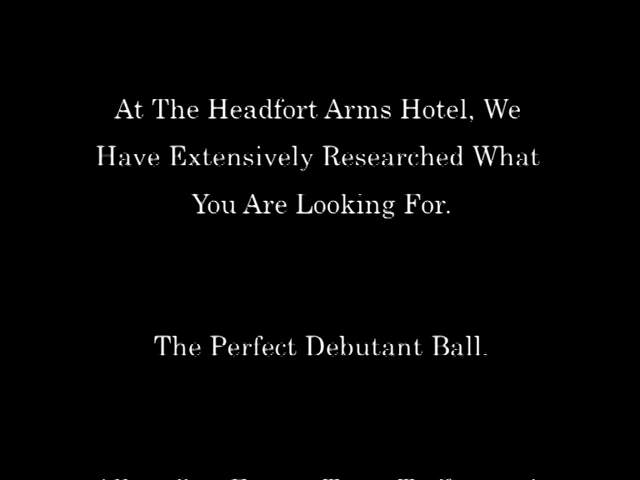 At The Headfort Arms Hotel, We
Have Extensively Researched What
You Are Looking For.
The Perfect Debutant Ball.